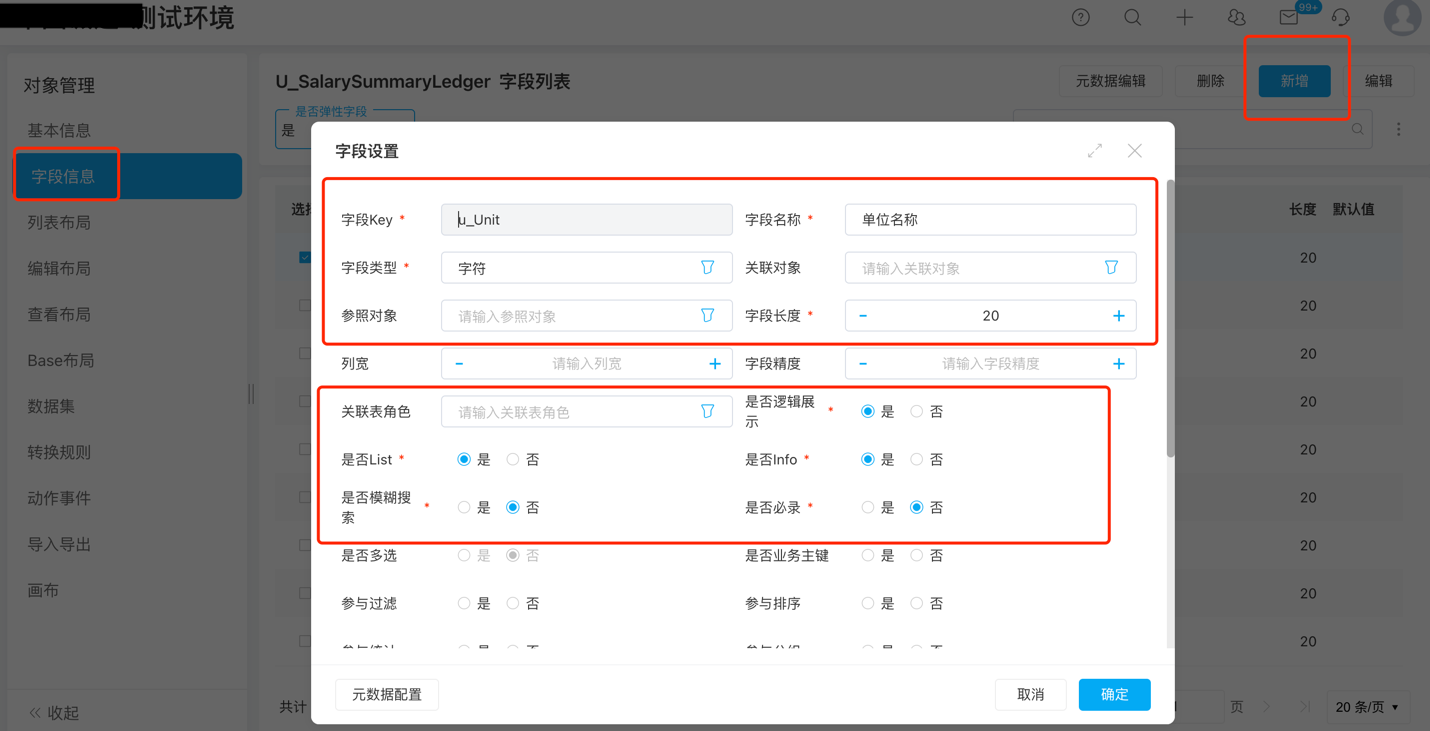 测试环境
99+
对象管理
基本信息
字段信息
列表布局
编辑布局
查看布局
Base布局
数据集
转换规则
动作事件
导入导出
画布
收起
U_SalarySummaryLedger 字段列表
元数据编辑
删除
新增
编辑
是否弹性字段
是
长度 默认值
20
20
20
20
20
20
20
20
20
字段设置
字段Key * u_Unit 字段名称 * 单位名称
字段类型 * 字符 关联对象 请输入关联对象
参照对象 请输入参照对象 字段长度 * - 20 +
列宽 - 请输入列宽 + 字段精度 - 请输入字段精度 +
关联表角色 请输入关联表角色 是否逻辑展示 * 是 否
是否List * 是 否 是否Info * 是 否
是否模糊搜索 * 是 否 是否必录 * 是 否
是否多选 是 否 是否业务主键 是 否
参与过滤 是 否 参与排序 是 否
元数据配置 取消 确定
共计 页 20 条/页